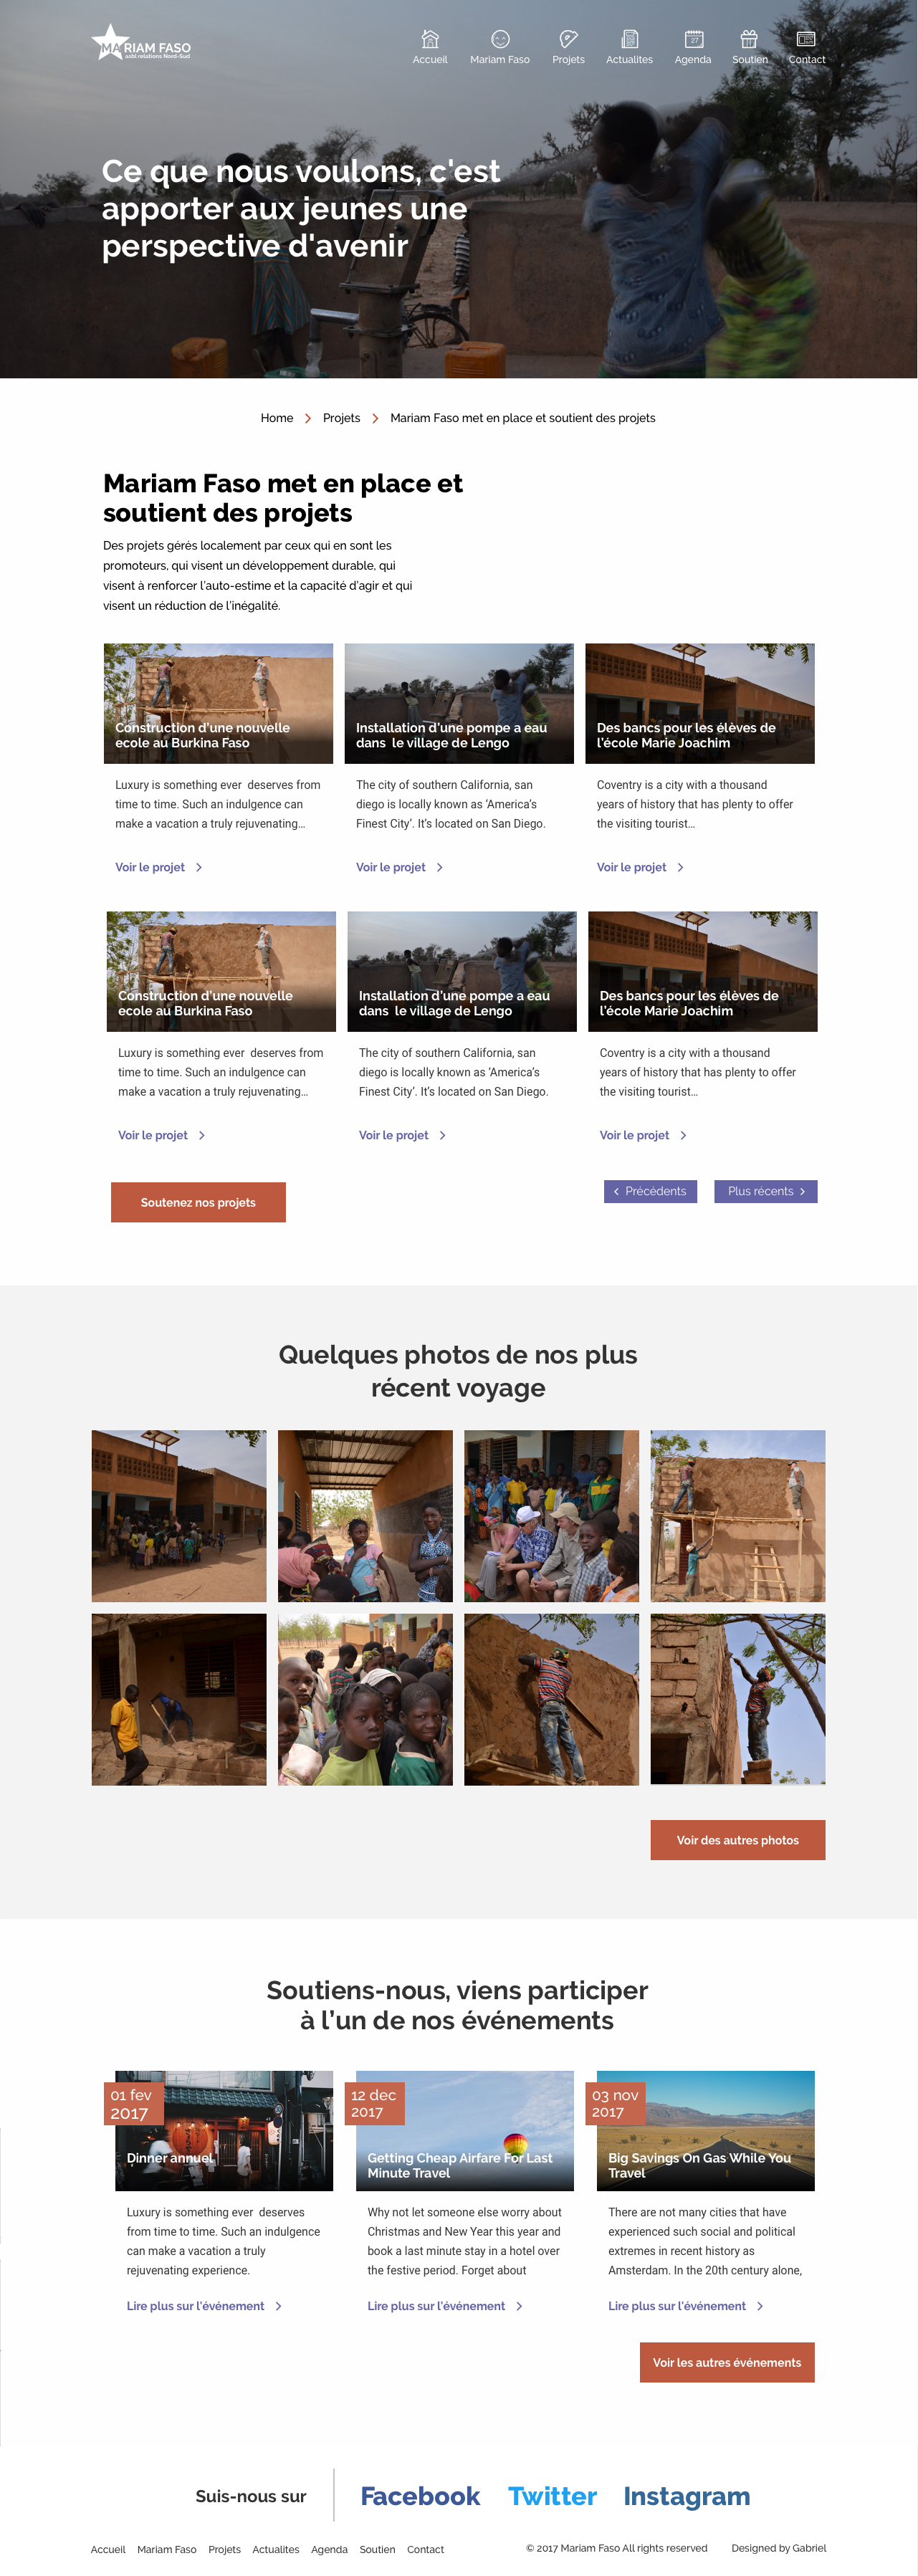 MARIAM FASO
asbl relations Nord-Sud
Accueil
Mariam Faso
Projets
Actualites
27
Agenda
Soutien
Contact
Ce que nous voulons, c'est
apporter aux jeunes une
perspective d'avenir
Home > Projets > Mariam Faso met en place et soutient des projets
Mariam Faso met en place et
soutient des projets
Des projets gérés localement par ceux qui en sont les
promoteurs, qui visent un développement durable, qui
visent à renforcer l'auto-estime et la capacité d'agir et qui
visent un réduction de l'inégalité.
Construction d'une nouvelle
ecole au Burkina Faso
Luxury is something ever deserves from
time to time. Such an indulgence can
make a vacation a truly rejuvenating...
Voir le projet >
Installation d'une pompe a eau
dans le village de Lengo
The city of southern California, san
diego is locally known as ‘America's
Finest City'. It's located on San Diego.
Voir le projet >
Des bancs pour les élèves de
l'école Marie Joachim
Coventry is a city with a thousand
years of history that has plenty to offer
the visiting tourist...
Voir le projet >
Construction d'une nouvelle
ecole au Burkina Faso
Luxury is something ever deserves from
time to time. Such an indulgence can
make a vacation a truly rejuvenating...
Voir le projet >
Installation d'une pompe a eau
dans le village de Lengo
The city of southern California, san
diego is locally known as ‘America's
Finest City'. It's located on San Diego.
Voir le projet >
Des bancs pour les élèves de
l'école Marie Joachim
Coventry is a city with a thousand
years of history that has plenty to offer
the visiting tourist...
Voir le projet >
Soutenez nos projets
< Précédents
Plus récents >
Quelques photos de nos plus
récent voyage
Voir des autres photos
Soutiens-nous, viens participer
à l'un de nos événements
01 fev
2017
Dinner annuel
Luxury is something ever deserves
from time to time. Such an indulgence
can make a vacation a truly
rejuvenating experience.
Lire plus sur l'événement >
12 dec
2017
Getting Cheap Airfare For Last
Minute Travel
Why not let someone else worry about
Christmas and New Year this year and
book a last minute stay in a hotel over
the festive period. Forget about
Lire plus sur l'événement >
03 nov
2017
Big Savings On Gas While You
Travel
There are not many cities that have
experienced such social and political
extremes in recent history as
Amsterdam. In the 20th century alone,
Lire plus sur l'événement >
Voir les autres événements
Suis-nous sur
Facebook Twitter Instagram
Accueil Mariam Faso Projets Actualites Agenda Soutien Contact
© 2017 Mariam Faso All rights reserved
Designed by Gabriel